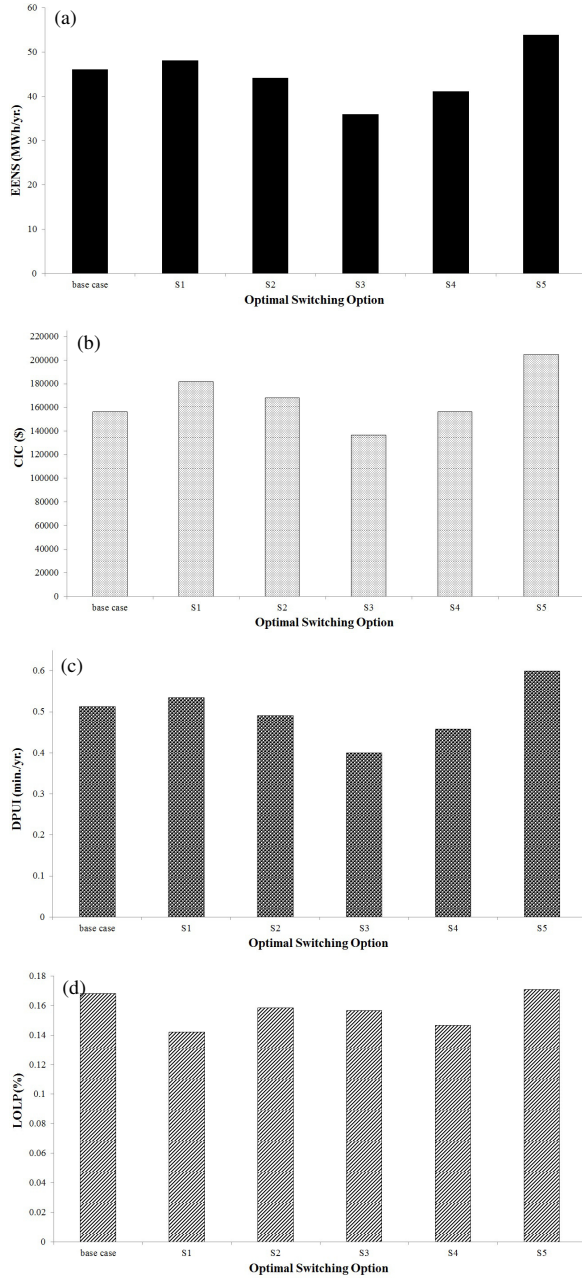 (a)
60
50
40
30
20
10
0
EENS (MWh/yr.)
base case S1 S2 S3 S4 S5
Optimal Switching Option
(b)
220000
200000
180000
160000
140000
120000
100000
80000
60000
40000
20000
0
CIC ($)
base case S1 S2 S3 S4 S5
Optimal Switching Option
(c)
0.6
0.5
0.4
0.3
0.2
0.1
0
DPUI (min./yr.)
base case S1 S2 S3 S4 S5
Optimal Switching Option
(d)
0.18
0.16
0.14
0.12
0.1
0.08
0.06
0.04
0.02
0
LOLP (%)
base case S1 S2 S3 S4 S5
Optimal Switching Option